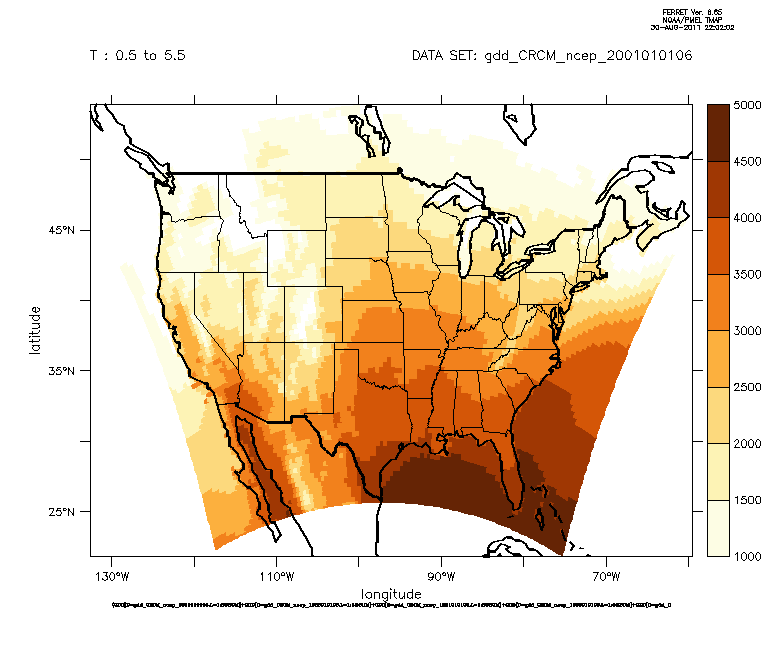 FERRET Ver. 6.65
NOAA/PMEL TMAP
30-AUG-2011 22:02:02
T : 0.5 to 5.5
DATA SET: gdd_CRCM_ncep_2001010106
5000
4500
4000
3500
3000
2500
2000
1500
1000
45°N
35°N
25°N
latitude
130°W
110°W
90°W
70°W
longitude